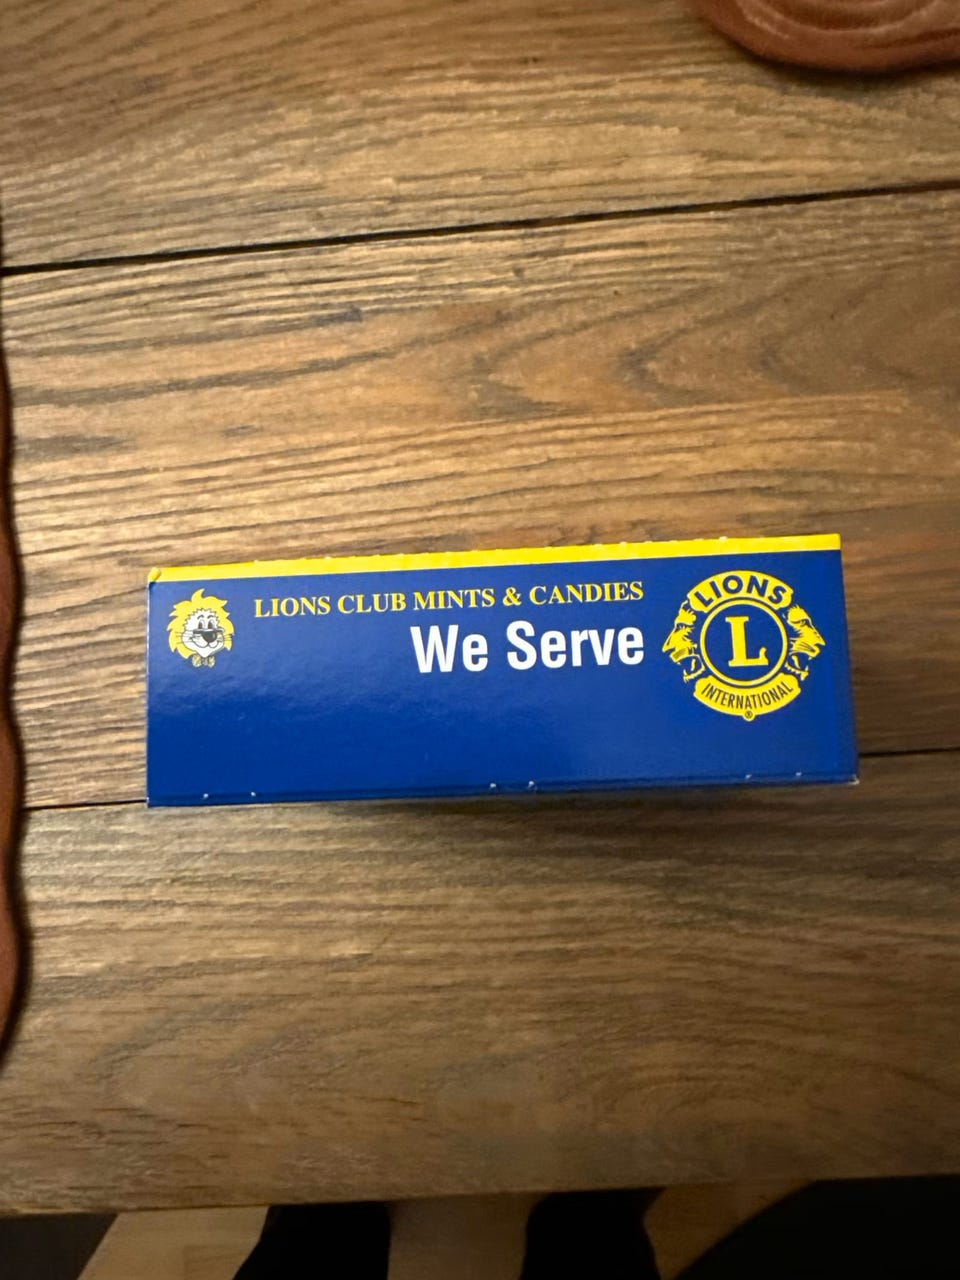 LIONS CLUB MINTS & CANDIES
We Serve
LIONS
L
INTERNATIONAL
®